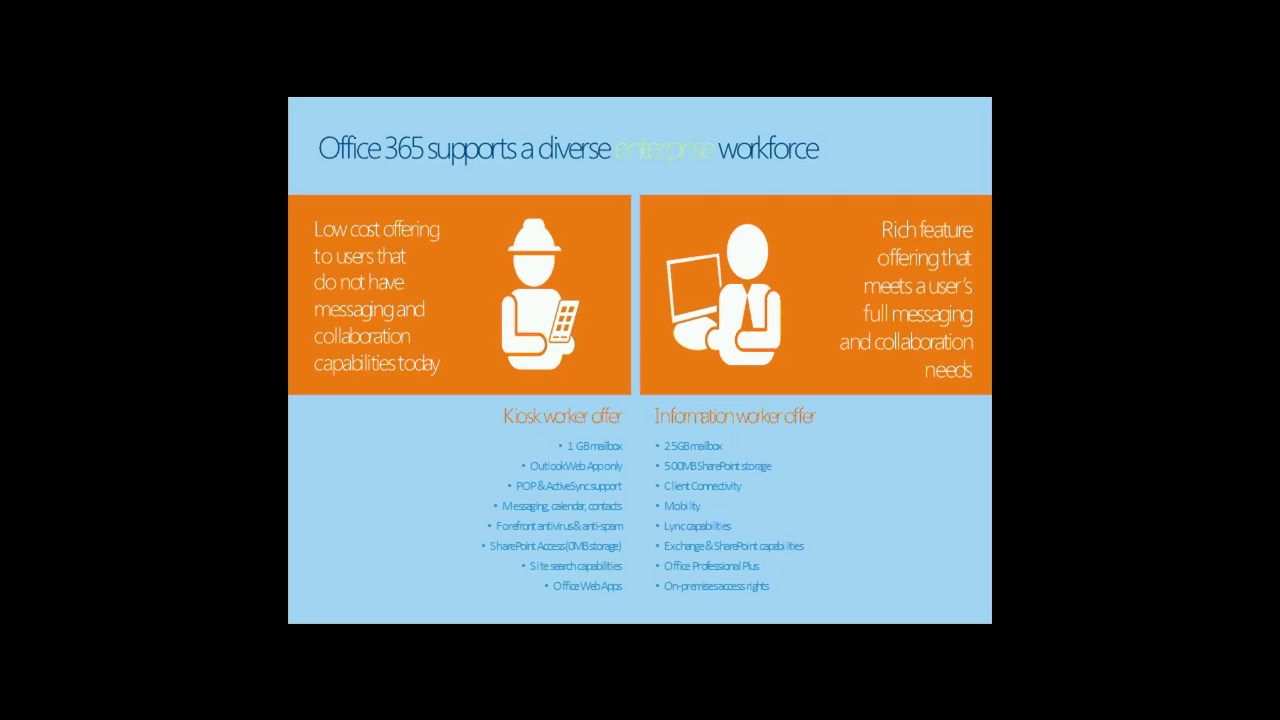 Office 365 supports a diverse enterprise workforce
Low cost offering
to users that
do not have
messaging and
collaboration
capabilities today
Rich feature
offering that
meets a user's
full messaging
and collaboration
needs
Kiosk worker offer
• 1 GB mailbox
• Outlook Web App only
• POP & ActiveSync support
• Messaging, calendar, contacts
• Forefront antivirus & anti-spam
• SharePoint Access (0MB storage)
• Site search capabilities
• Office Web Apps
Information worker offer
• 25GB mailbox
• 500MB SharePoint storage
• Client Connectivity
• Mobility
• Lync capabilities
• Exchange & SharePoint capabilities
• Office Professional Plus
• On-premises access rights